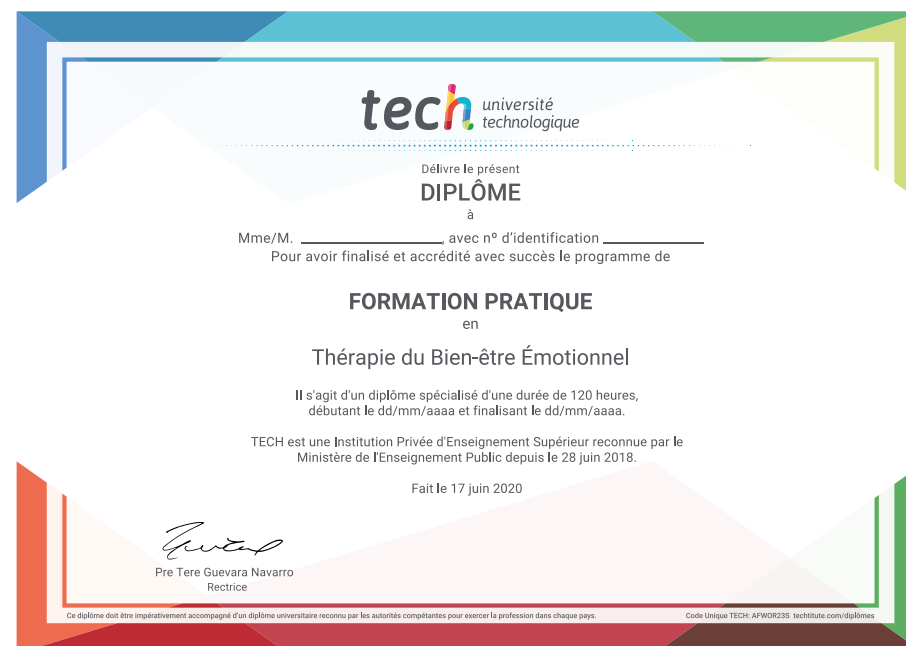 tech université
technologique
Délivre le présent
DIPLÔME
à
Mme/M. ____________________, avec nº d'identification ______________
Pour avoir finalisé et accrédité avec succès le programme de
FORMATION PRATIQUE
en
Thérapie du Bien-être Émotionnel
Il s'agit d'un diplôme spécialisé d'une durée de 120 heures,
débutant le dd/mm/aaaa et finalisant le dd/mm/aaaa.
TECH est une Institution Privée d'Enseignement Supérieur reconnue par le
Ministère de l'Enseignement Public depuis le 28 juin 2018.
Fait le 17 juin 2020
Pre Tere Guevara Navarro
Rectrice
Ce diplôme doit être impérativement accompagné d'un diplôme universitaire reconnu par les autorités compétantes pour exercer la profession dans chaque pays. Code Unique TECH: AFWOR23S techtitute.com/diplômes